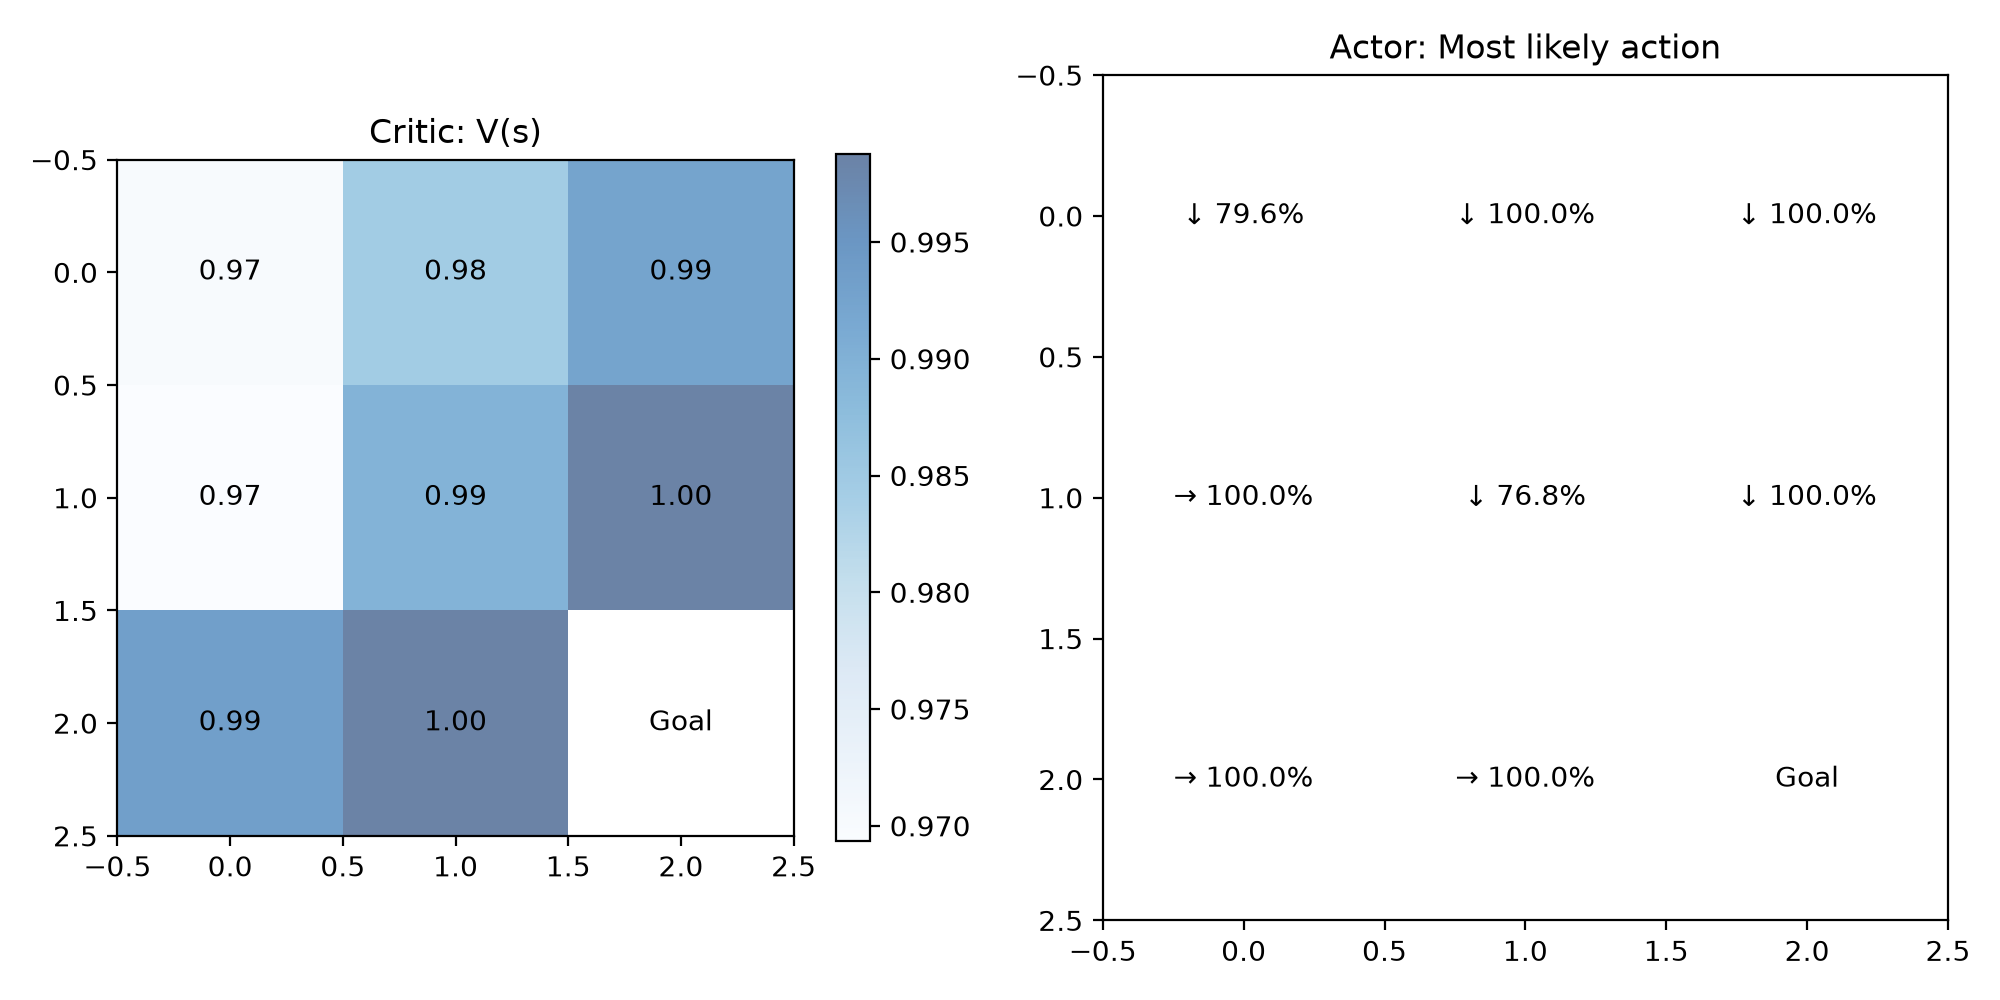 Critic: V(s)
−0.5
0.0
0.5
1.0
1.5
2.0
2.5
0.97 0.98 0.99
0.97 0.99 1.00
0.99 1.00 Goal
−0.5 0.0 0.5 1.0 1.5 2.0 2.5
0.995
0.990
0.985
0.980
0.975
0.970
Actor: Most likely action
−0.5
0.0
0.5
1.0
1.5
2.0
2.5
↓ 79.6% ↓ 100.0% ↓ 100.0%
→ 100.0% ↓ 76.8% ↓ 100.0%
→ 100.0% → 100.0% Goal
−0.5 0.0 0.5 1.0 1.5 2.0 2.5